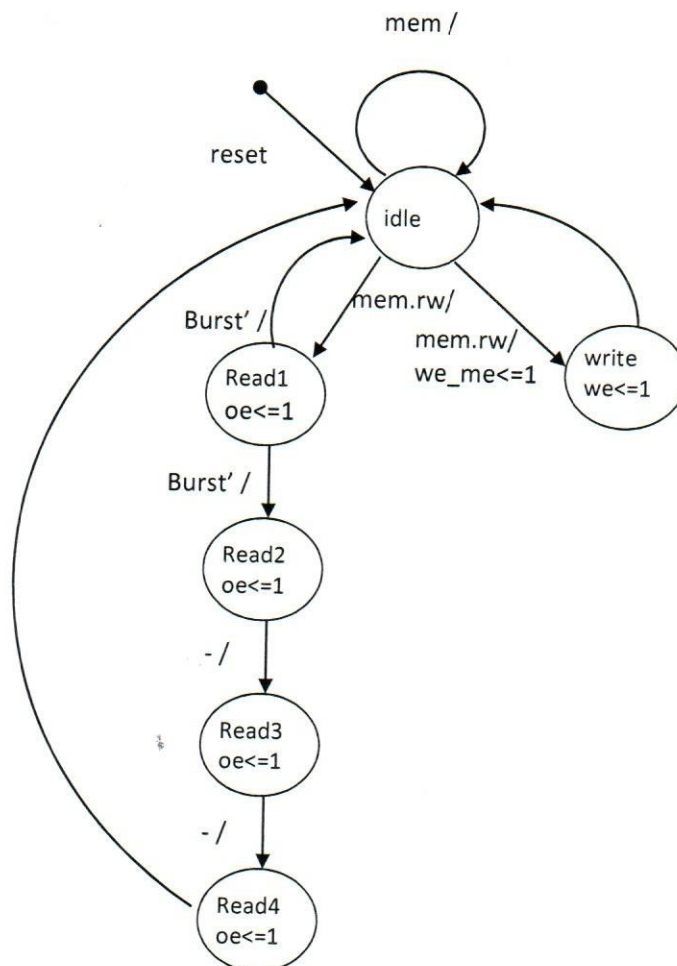 mem /
reset
idle
Burst’ /
mem.rw/
mem.rw/
we_me<=1
write
we<=1
Read1
oe<=1
Burst’ /
Read2
oe<=1
- /
Read3
oe<=1
- /
Read4
oe<=1